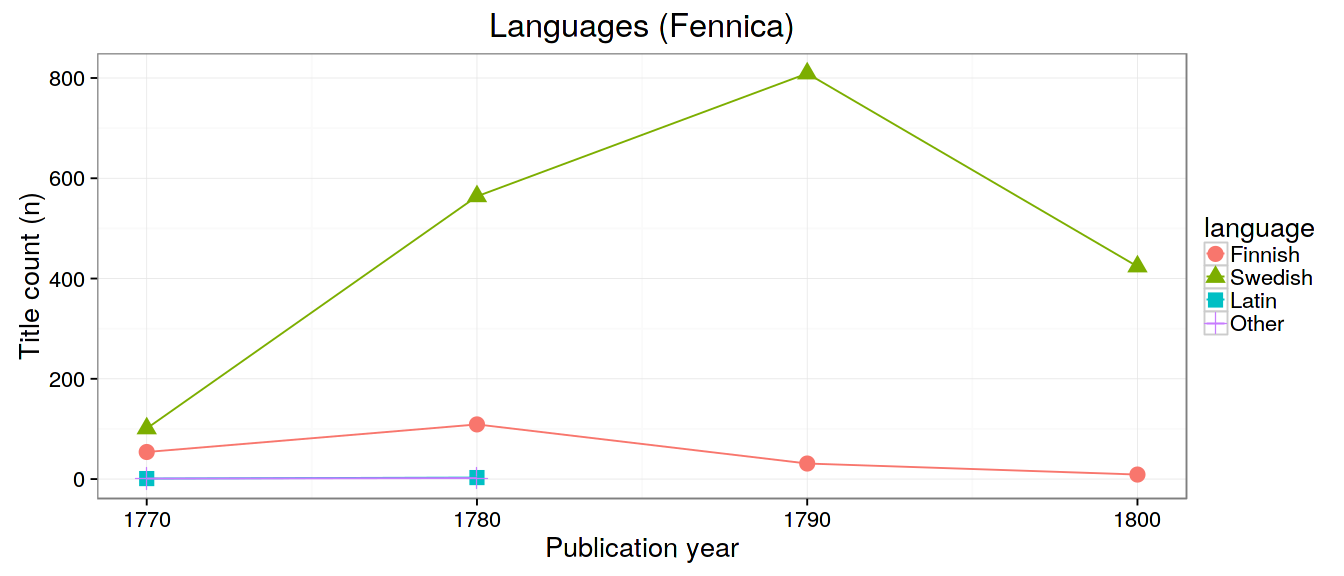 Languages (Fennica)
Title count (n)
800
600
400
200
0
1770 1780 1790 1800
Publication year
language
Finnish
Swedish
Latin
Other